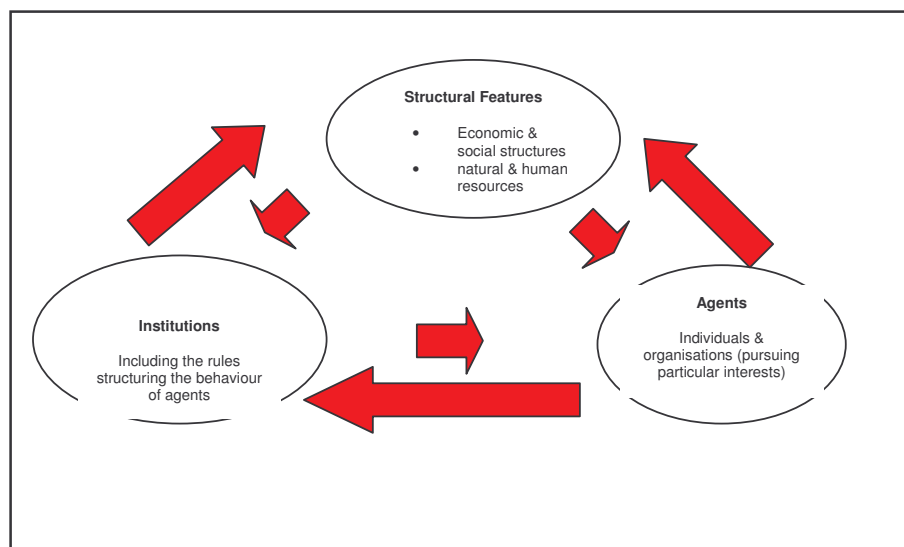 Structural Features
• Economic &
social structures
• natural & human
resources
Institutions
Including the rules
structuring the behaviour
of agents
Agents
Individuals &
organisations (pursuing
particular interests)